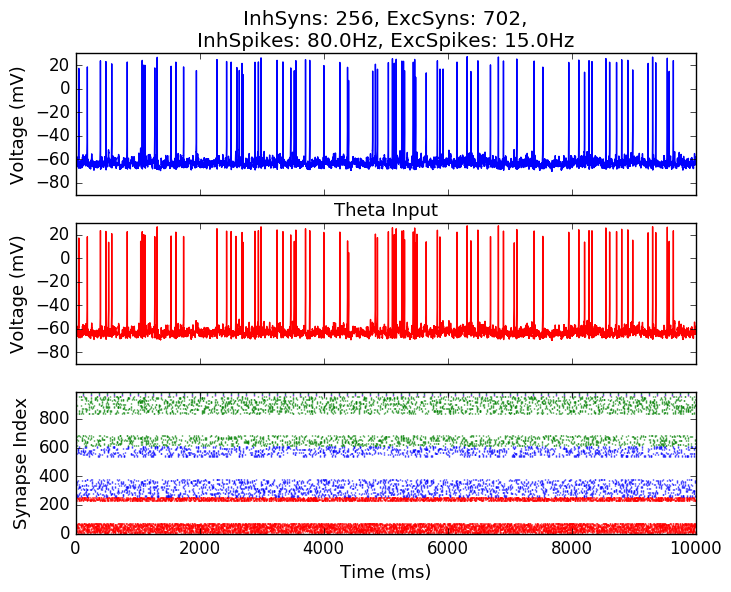 InhSyns: 256, ExcSyns: 702,
InhSpikes: 80.0Hz, ExcSpikes: 15.0Hz
20
0
−20
−40
−60
−80
Voltage (mV)
Theta Input
20
0
−20
−40
−60
−80
Voltage (mV)
800
600
400
200
0
Synapse Index
0 2000 4000 6000 8000 10000
Time (ms)